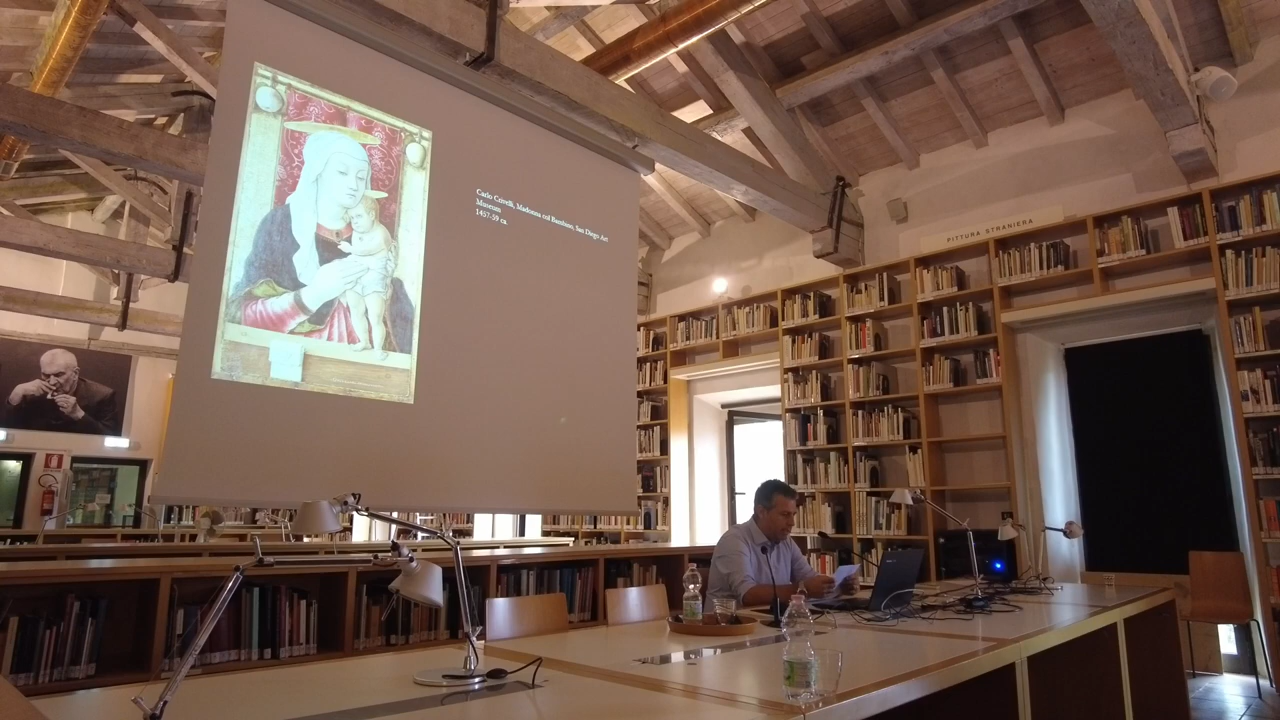 Carlo Crivelli, Madonna col Bambino, San Diego Art
Museum
1457-59 ca.
PITTURA STRANIERA